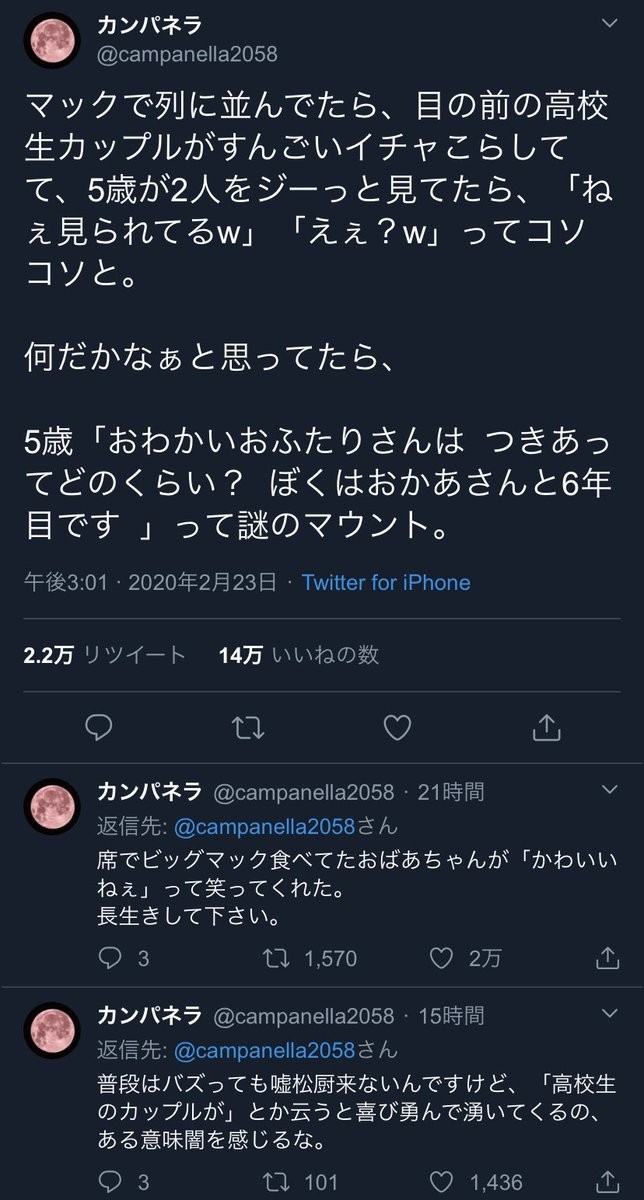 カンパネラ
@campanella2058
マックで列に並んでたら、目の前の高校
生カップルがすんごいイチャこらして
て、5歳が2人をジーっと見てたら、「ね
ぇ見られてるw」「えぇ？w」ってコソ
コソと。
何だかなぁと思ってたら、
5歳「おわかいおふたりさんは つきあっ
てどのくらい？ ぼくはおかあさんと6年
目です 」って謎のマウント。
午後3:01 · 2020年2月23日 · Twitter for iPhone
2.2万 リツイート 14万 いいねの数
カンパネラ @campanella2058 · 21時間
返信先: @campanella2058さん
席でビッグマック食べてたおばあちゃんが「かわいい
ねぇ」って笑ってくれた。
長生きして下さい。
3 1,570 2万
カンパネラ @campanella2058 · 15時間
返信先: @campanella2058さん
普段はバズっても嘘松厨来ないんですけど、「高校生
のカップルが」とか云うと喜び勇んで湧いてくるの、
ある意味闇を感じるな。
3 101 1,436